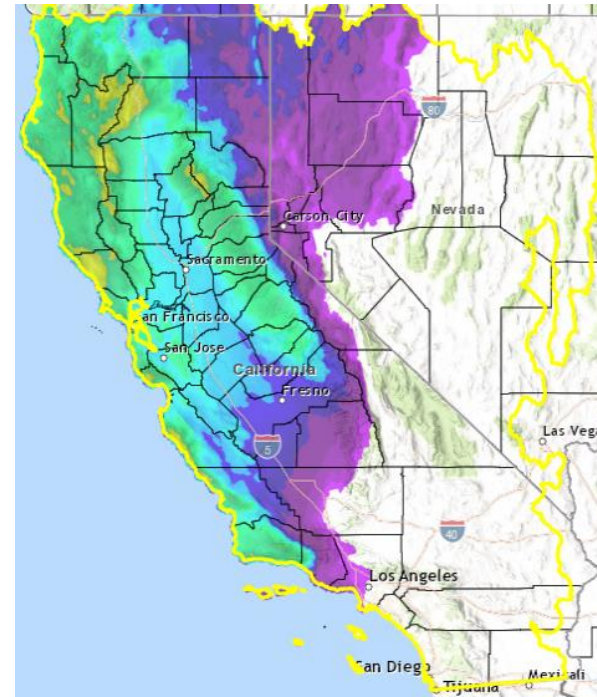 80
Nevada
Carson City
Sacramento
an Francisco
San Jose
California
Fresno
5
Las Vega
40
Los Angeles
San Diego
Tijuana
Mexicali